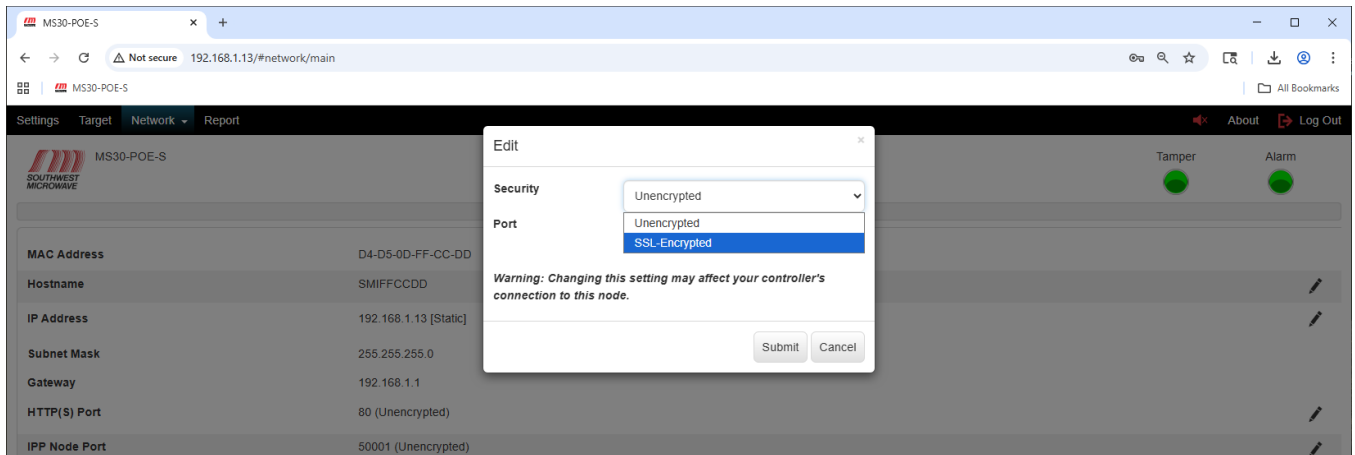 MS30-POE-S
Not secure 192.168.1.13/#network/main
MS30-POE-S All Bookmarks
Settings Target Network Report About Log Out
SOUTHWEST
MICROWAVE
MS30-POE-S
Tamper Alarm
Edit
Security Unencrypted
Port Unencrypted
SSL-Encrypted
Warning: Changing this setting may affect your controller's
connection to this node.
Submit Cancel
MAC Address D4-D5-0D-FF-CC-DD
Hostname SMIFFCCDD
IP Address 192.168.1.13 [Static]
Subnet Mask 255.255.255.0
Gateway 192.168.1.1
HTTP(S) Port 80 (Unencrypted)
IPP Node Port 50001 (Unencrypted)